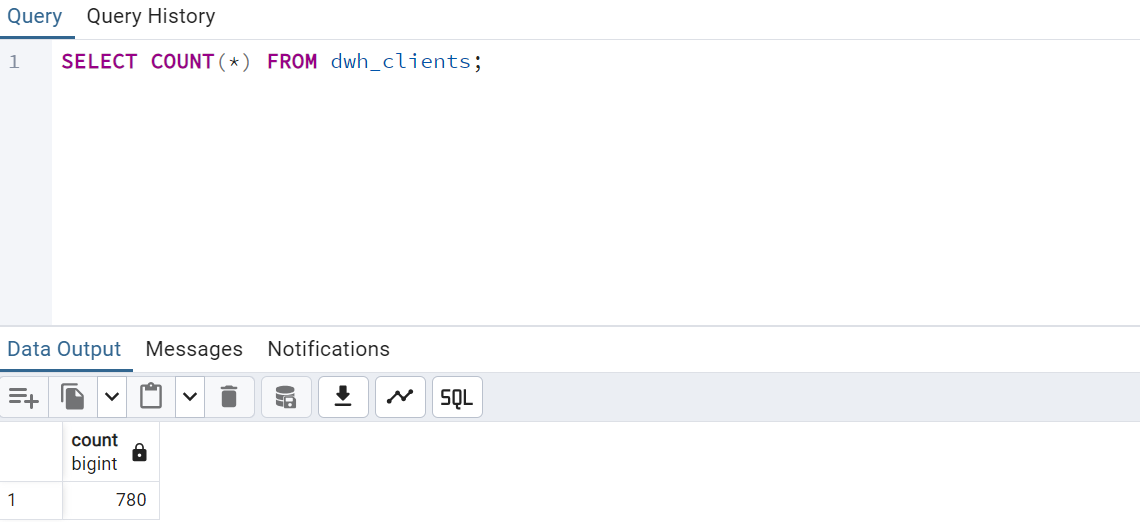 Query Query History
1 SELECT COUNT(*) FROM dwh_clients;
Data Output Messages Notifications
SQL
count
bigint
1 780